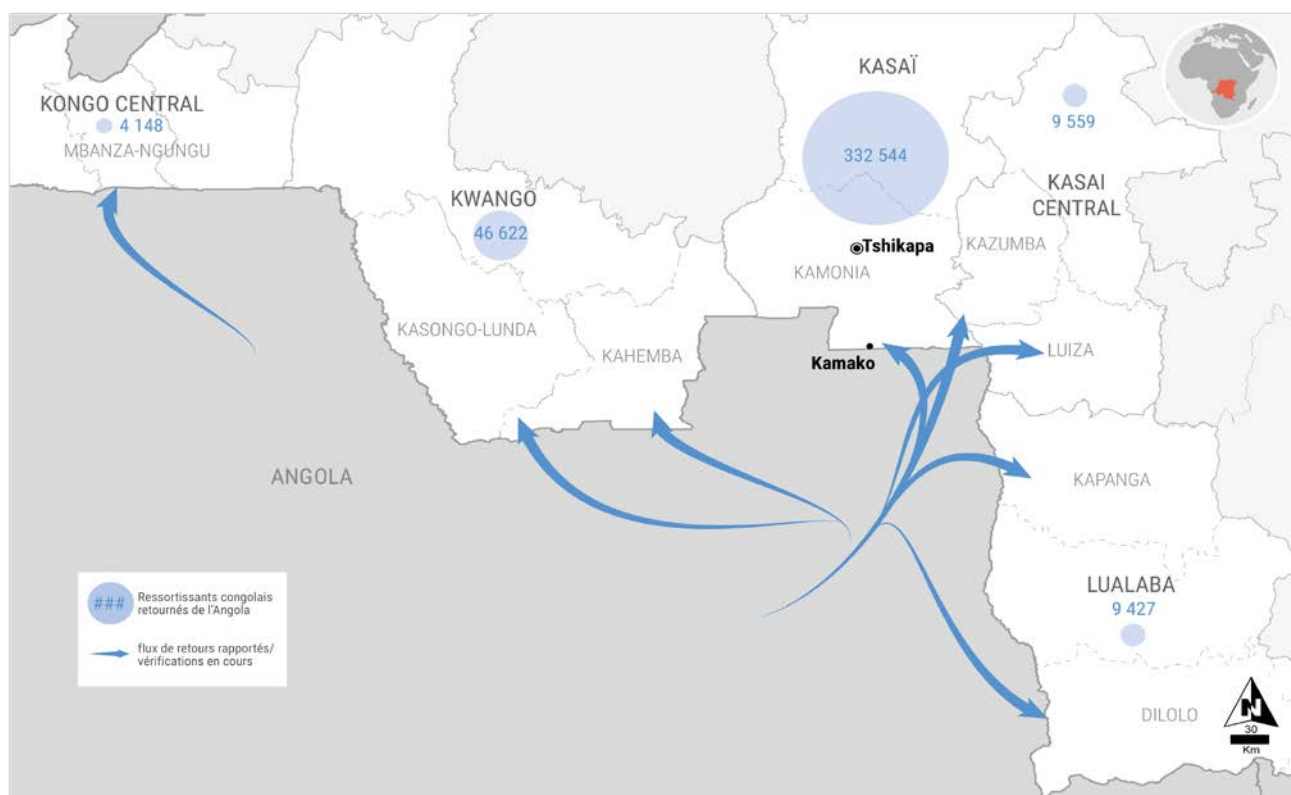 KASAÏ
KONGO CENTRAL
4 148
MBANZA-NGUNGU
9 559
332 544
KWANGO
46 622
KASAI
CENTRAL
KAZUMBA
Tshikapa
KAMONIA
KASONGO-LUNDA
KAHEMBA
Kamako
LUIZA
ANGOLA
KAPANGA
LUALABA
9 427
DILOLO
###
Ressortissants congolais
retournés de l'Angola
flux de retours rapportés/
vérifications en cours
N
30
Km